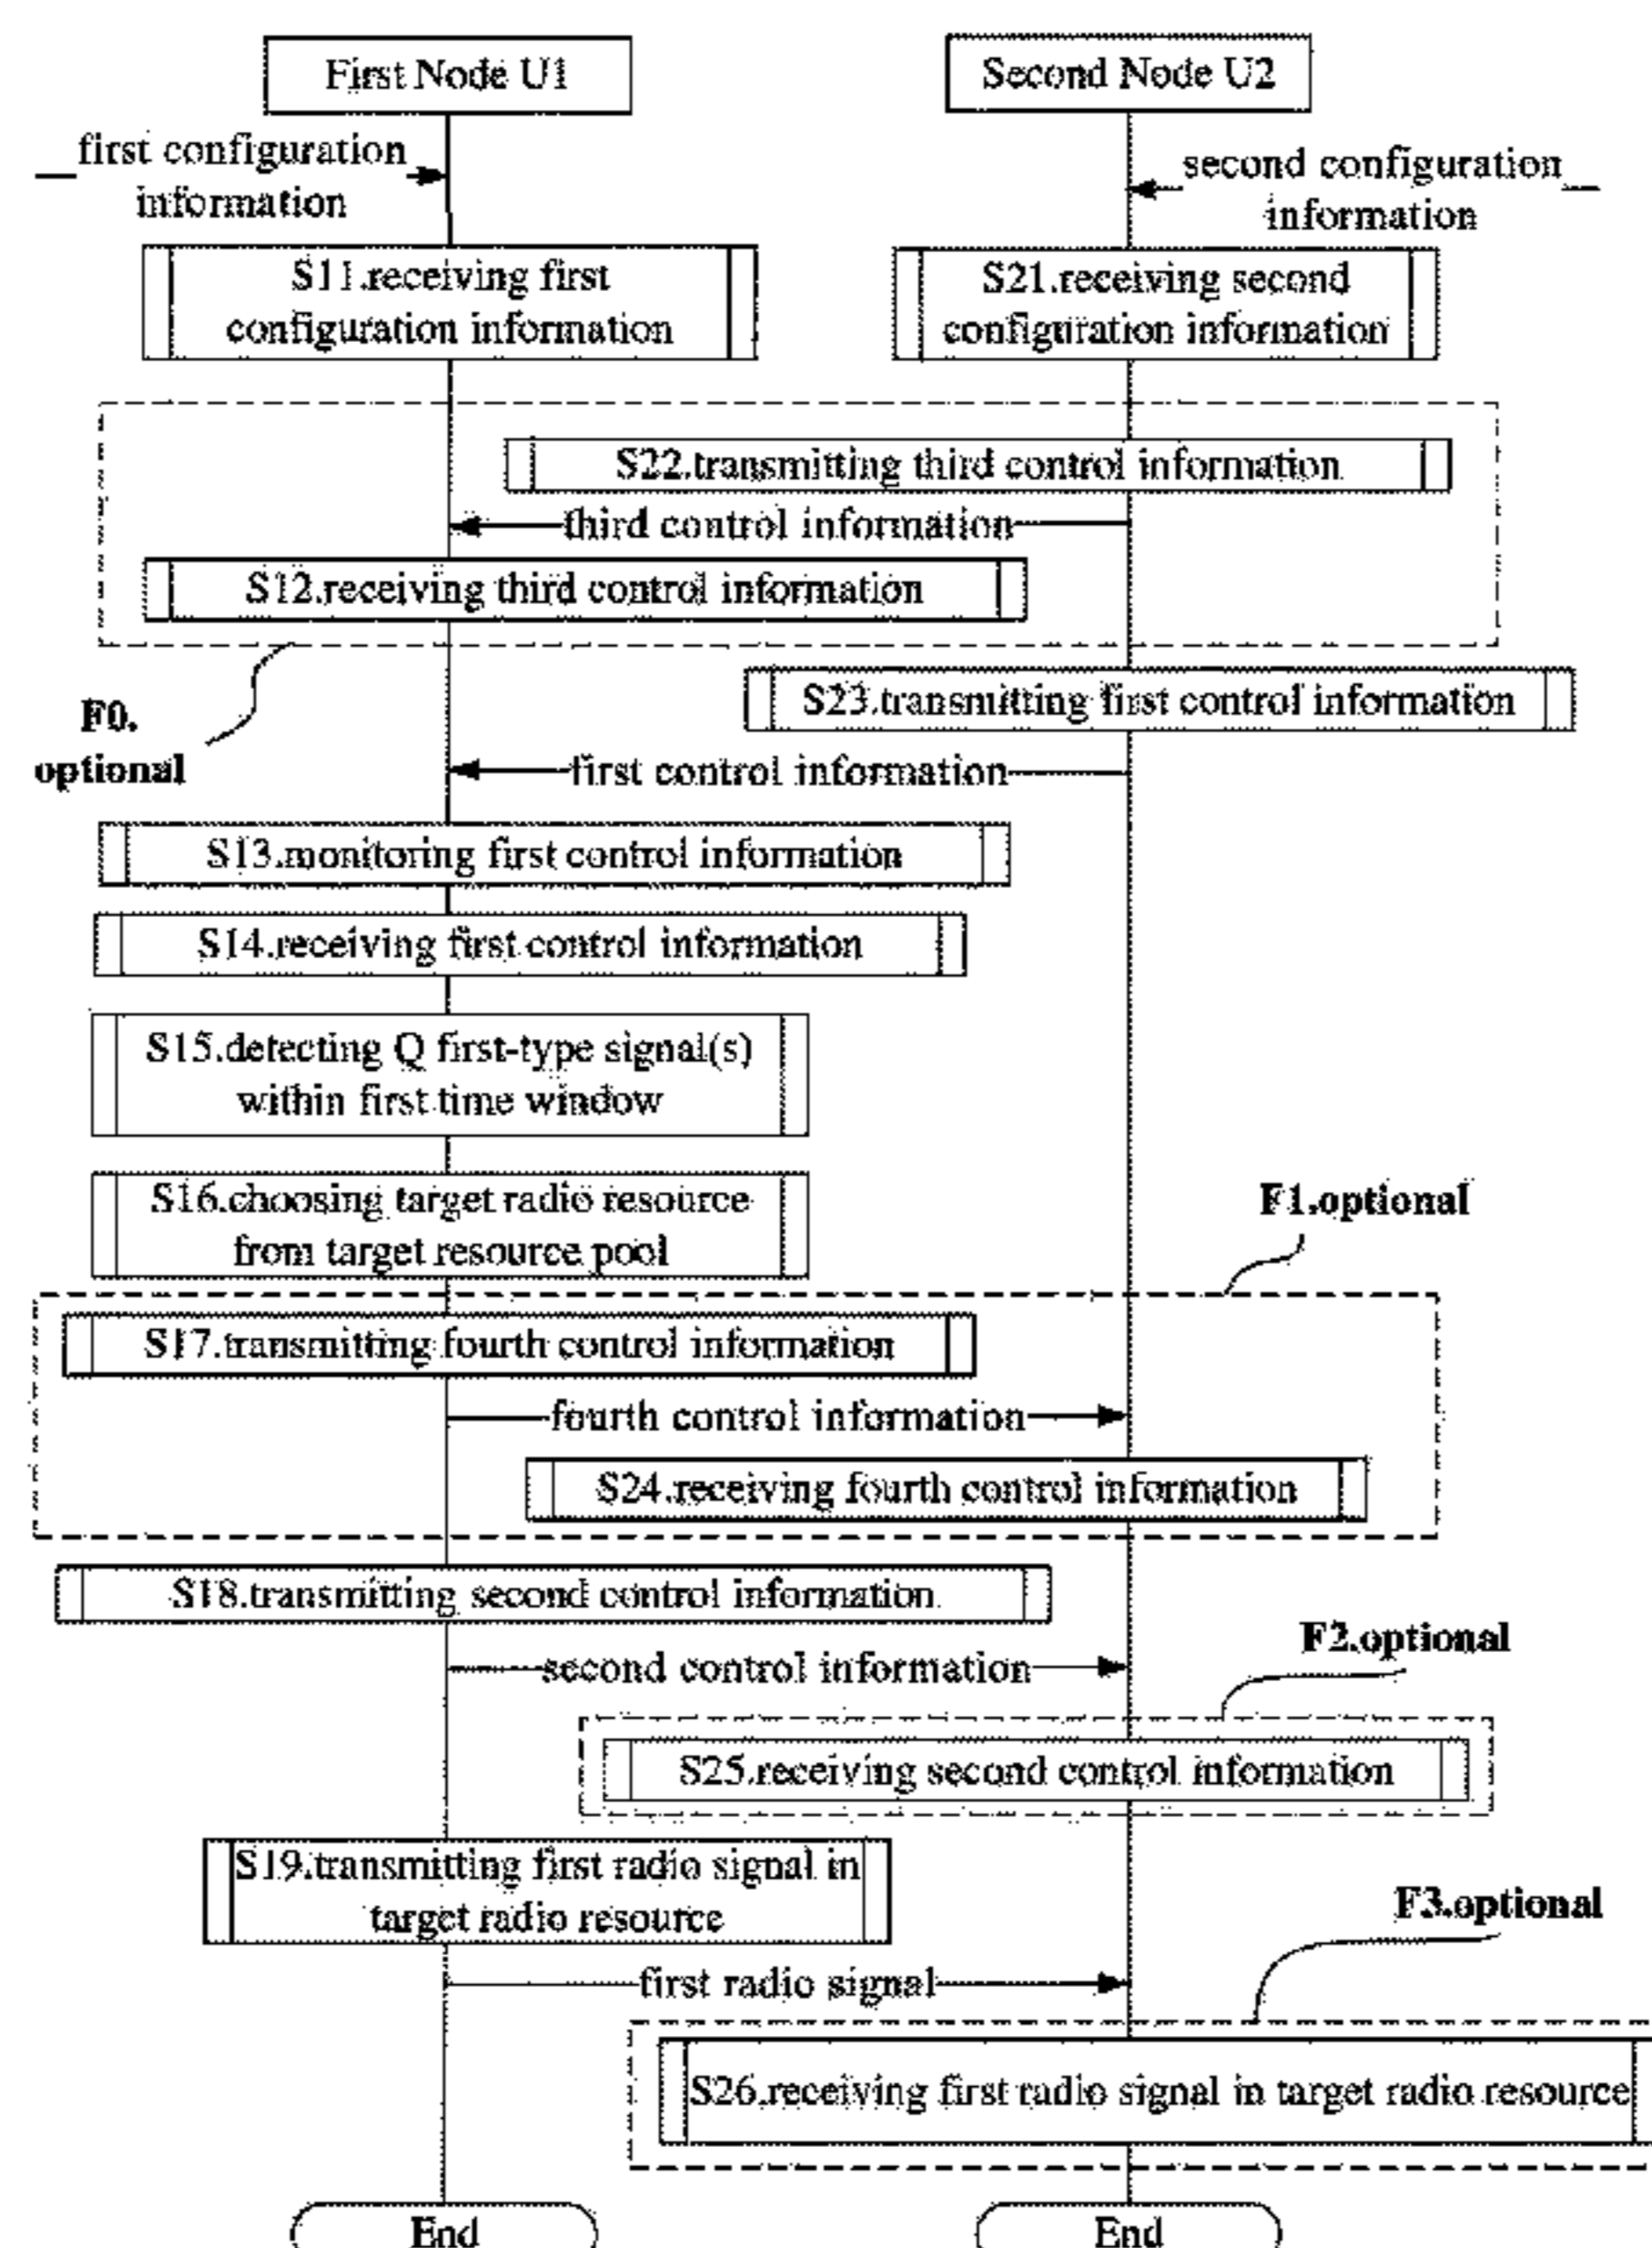 First Node U1
Second Node U2
first configuration
information
second configuration
information
S11.receiving first
configuration information
S21.receiving second
configuration information
S22.transmitting third control information
third control information
S12.receiving third control information
S23.transmitting first control information
F0.
optional
first control information
S13.monitoring first control information
S14.receiving first control information
S15.detecting Q first-type signal(s)
within first time window
S16.choosing target radio resource
from target resource pool
F1.optional
S17.transmitting fourth control information
fourth control information
S24.receiving fourth control information
S18.transmitting second control information
second control information
F2.optional
S25.receiving second control information
S19.transmitting first radio signal in
target radio resource
F3.optional
first radio signal
S26.receiving first radio signal in target radio resource
End
End